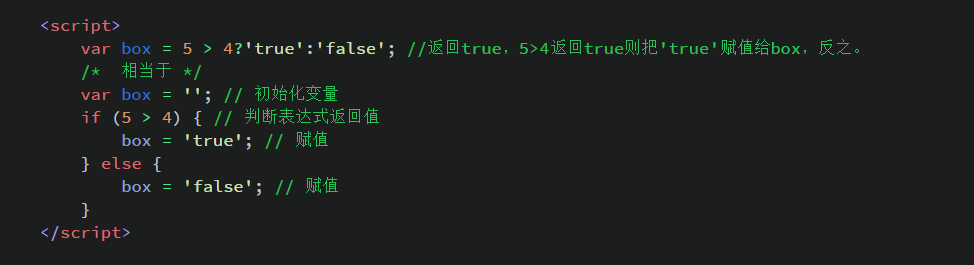 <script>
var box = 5 > 4?'true':'false'; //返回true，5>4返回true则把'true'赋值给box，反之。
/*  相当于 */
var box = ''; // 初始化变量
if (5 > 4) { // 判断表达式返回值
box = 'true'; // 赋值
} else {
box = 'false'; // 赋值
}
</script>